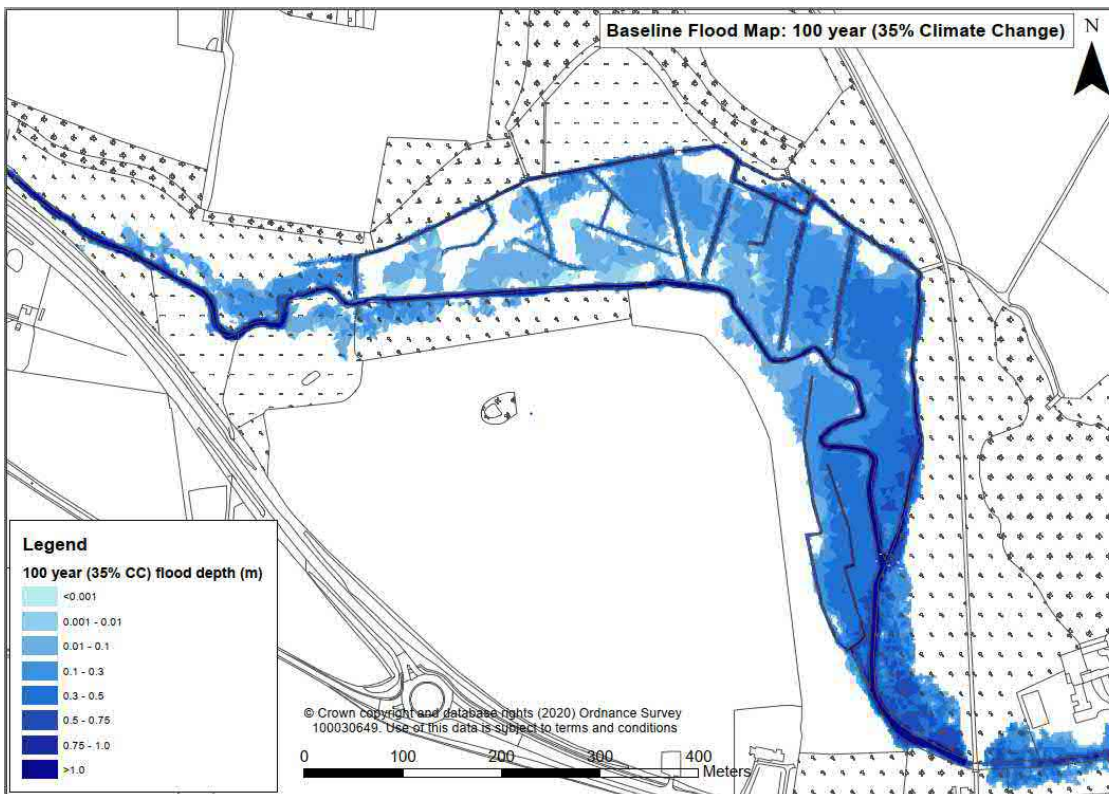 Baseline Flood Map: 100 year (35% Climate Change)
N
Legend
100 year (35% CC) flood depth (m)
<0.001
0.001 - 0.01
0.01 - 0.1
0.1 - 0.3
0.3 - 0.5
0.5 - 0.75
0.75 - 1.0
>1.0
© Crown copyright and database rights (2020) Ordnance Survey
100030649. Use of this data is subject to terms and conditions
0 100 200 300 400
Meters